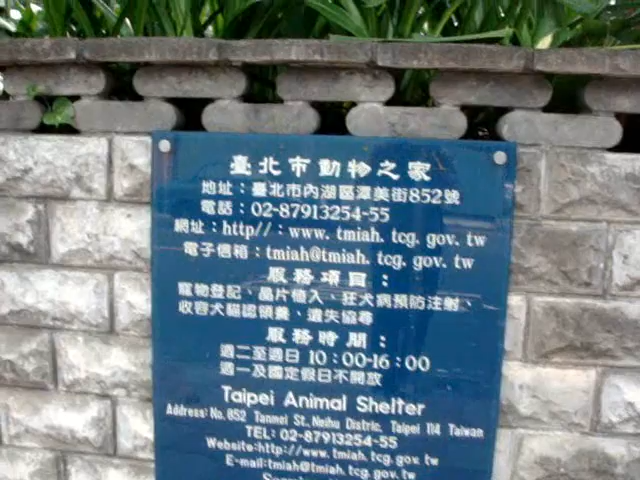 臺北市動物之家
地址：臺北市內湖區潭美街852號
電話：02-87913254-55
網址：http//：www. tmiah. tcg. gov. tw
電子信箱：tmiah@tmiah. tcg. gov. tw
服務項目：
寵物登記、晶片植入、狂犬病預防注射、
收容犬貓認領養、遺失協尋
服務時間：
週二至週日 10：00-16：00
週一及國定假日不開放
Taipei Animal Shelter
Address: No. 852 Tanmei St., Neihu Distric, Taipei 114 Taiwan
TEL: 02-87913254-55
Website:http://www. tmiah. tcg. gov. tw
E-mail:tmiah@tmiah. tcg. gov. tw